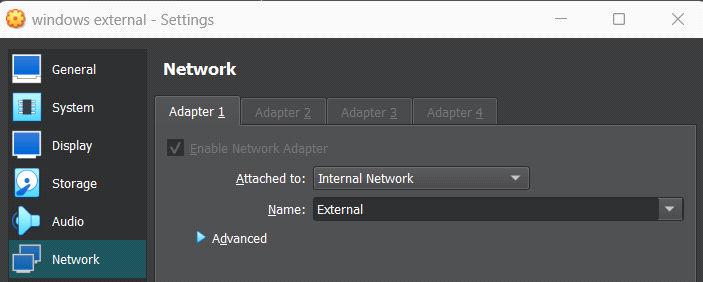 windows external - Settings
General
System
Display
Storage
Audio
Network
Network
Adapter 1
Adapter 2
Adapter 3
Adapter 4
Enable Network Adapter
Attached to: Internal Network
Name: External
Advanced